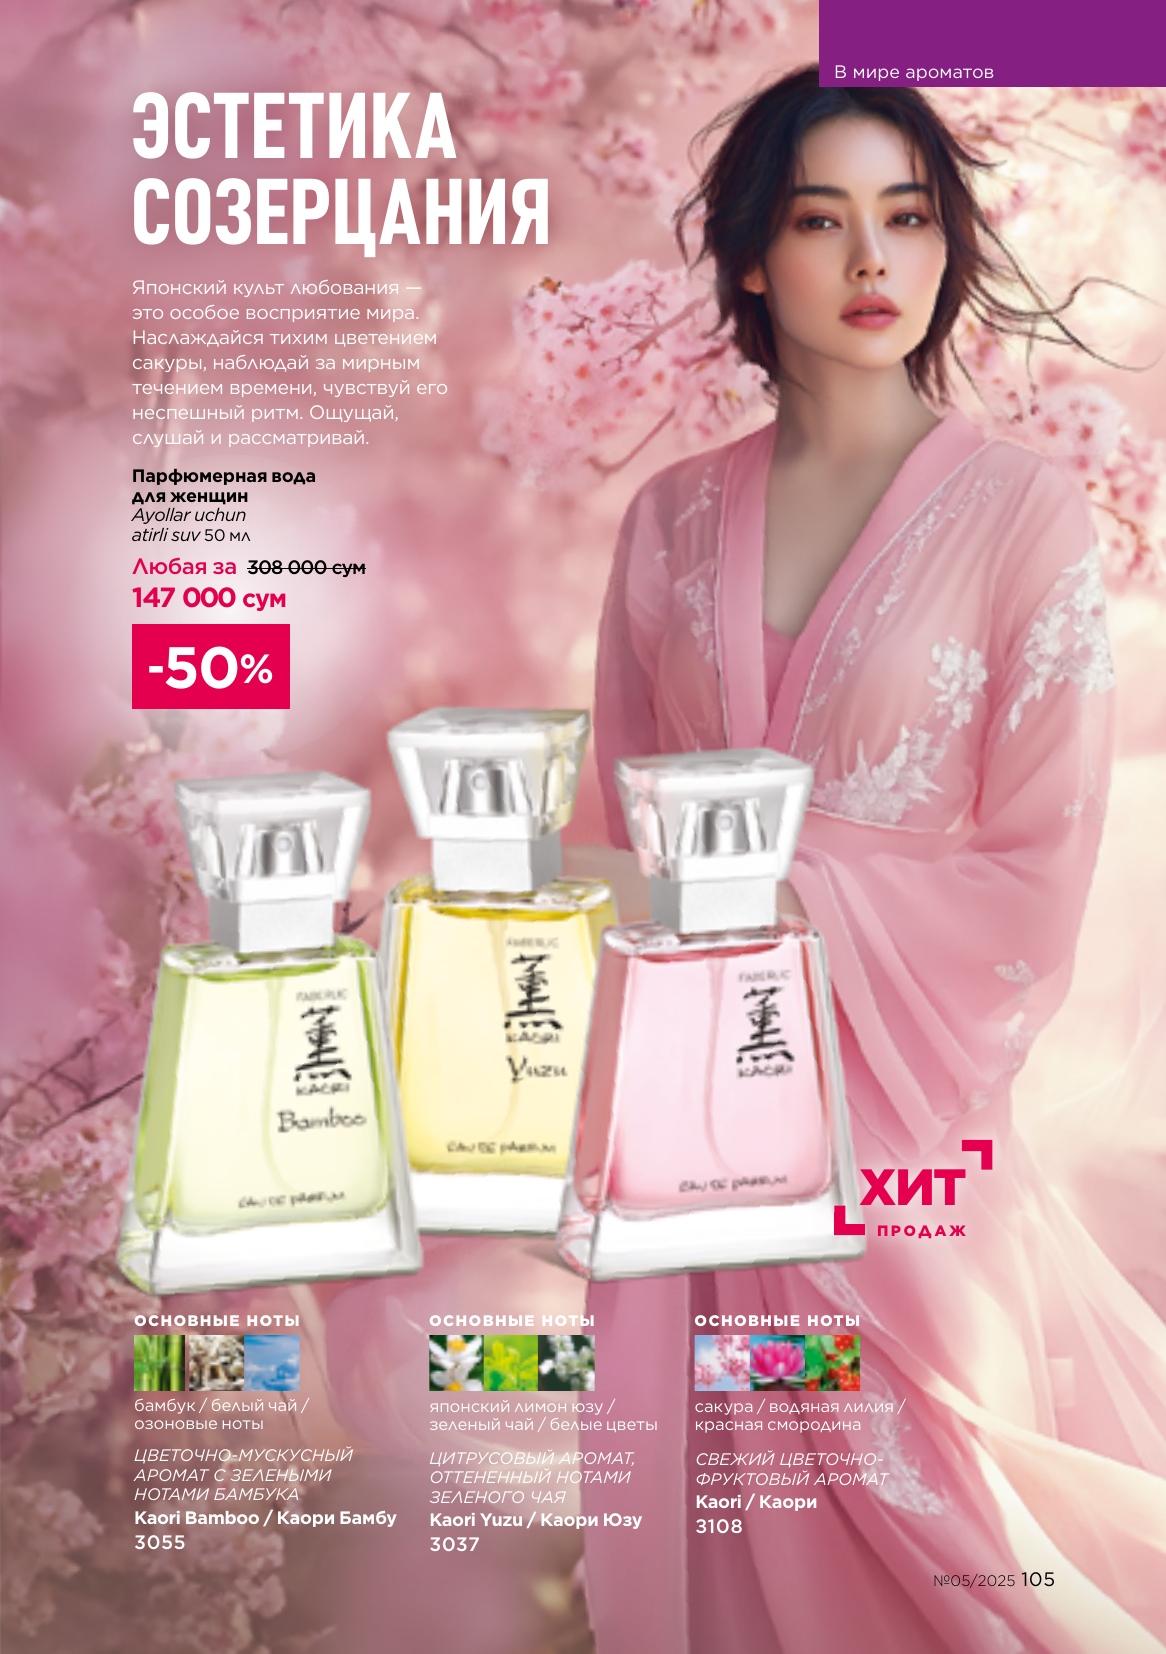 В мире ароматов
ЭСТЕТИКА
СОЗЕРЦАНИЯ
Японский культ любования —
это особое восприятие мира.
Наслаждайся тихим цветением
сакуры, наблюдай за мирным
течением времени, чувствуй его
неспешный ритм. Ощущай,
слушай и рассматривай.
Парфюмерная вода
для женщин
Ayollar uchun
atirli suv 50 мл
Любая за 308 000 сум
147 000 сум
-50%
FABERLIC
KAORI
Bamboo
EAU DE PARFUM
FABERLIC
KAORI
Yuzu
EAU DE PARFUM
FABERLIC
KAORI
EAU DE PARFUM
ХИТ
ПРОДАЖ
ОСНОВНЫЕ НОТЫ
бамбук / белый чай /
озоновые ноты
ЦВЕТОЧНО-МУСКУСНЫЙ
АРОМАТ С ЗЕЛЕНЫМИ
НОТАМИ БАМБУКА
Kaori Bamboo / Каори Бамбу
3055
ОСНОВНЫЕ НОТЫ
японский лимон юзу /
зеленый чай / белые цветы
ЦИТРУСОВЫЙ АРОМАТ,
ОТТЕНЕННЫЙ НОТАМИ
ЗЕЛЕНОГО ЧАЯ
Kaori Yuzu / Каори Юзу
3037
ОСНОВНЫЕ НОТЫ
сакура / водяная лилия /
красная смородина
СВЕЖИЙ ЦВЕТОЧНО-
ФРУКТОВЫЙ АРОМАТ
Kaori / Каори
3108
№05/2025 105